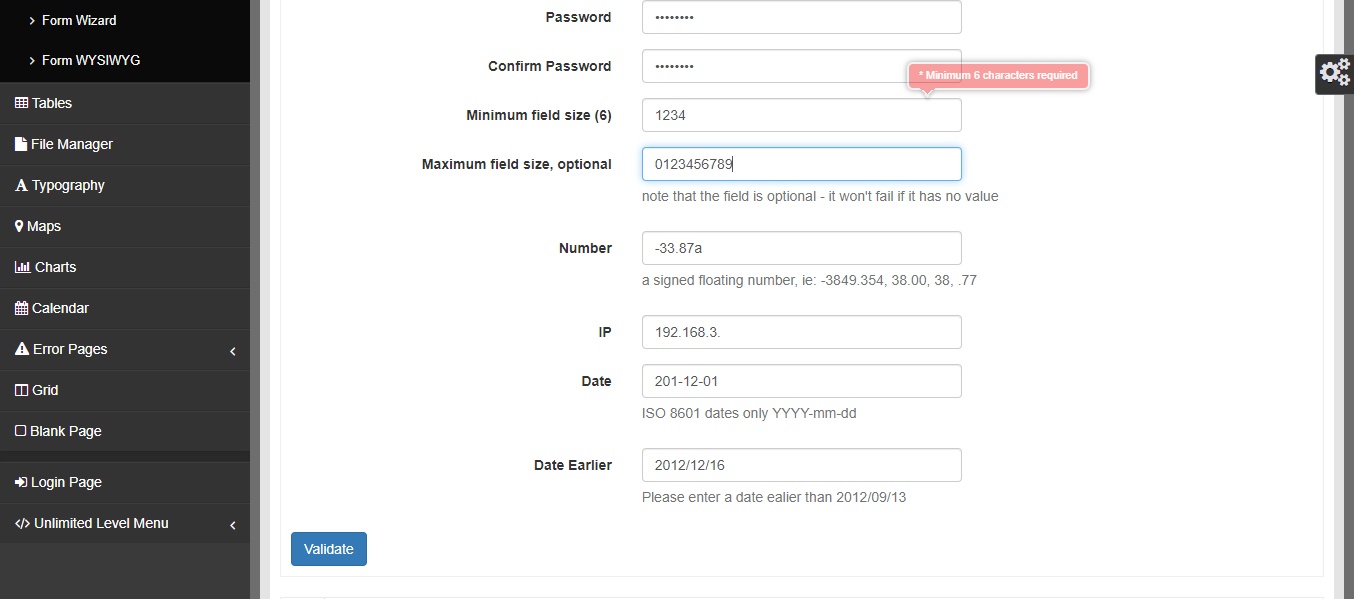 Form Wizard
Form WYSIWYG
Tables
File Manager
Typography
Maps
Charts
Calendar
Error Pages
Grid
Blank Page
Login Page
Unlimited Level Menu
Password ••••••••
Confirm Password ••••••••
* Minimum 6 characters required
Minimum field size (6) 1234
Maximum field size, optional 0123456789
note that the field is optional - it won't fail if it has no value
Number -33.87a
a signed floating number, ie: -3849.354, 38.00, 38, .77
IP 192.168.3.
Date 201-12-01
ISO 8601 dates only YYYY-mm-dd
Date Earlier 2012/12/16
Please enter a date ealier than 2012/09/13
Validate